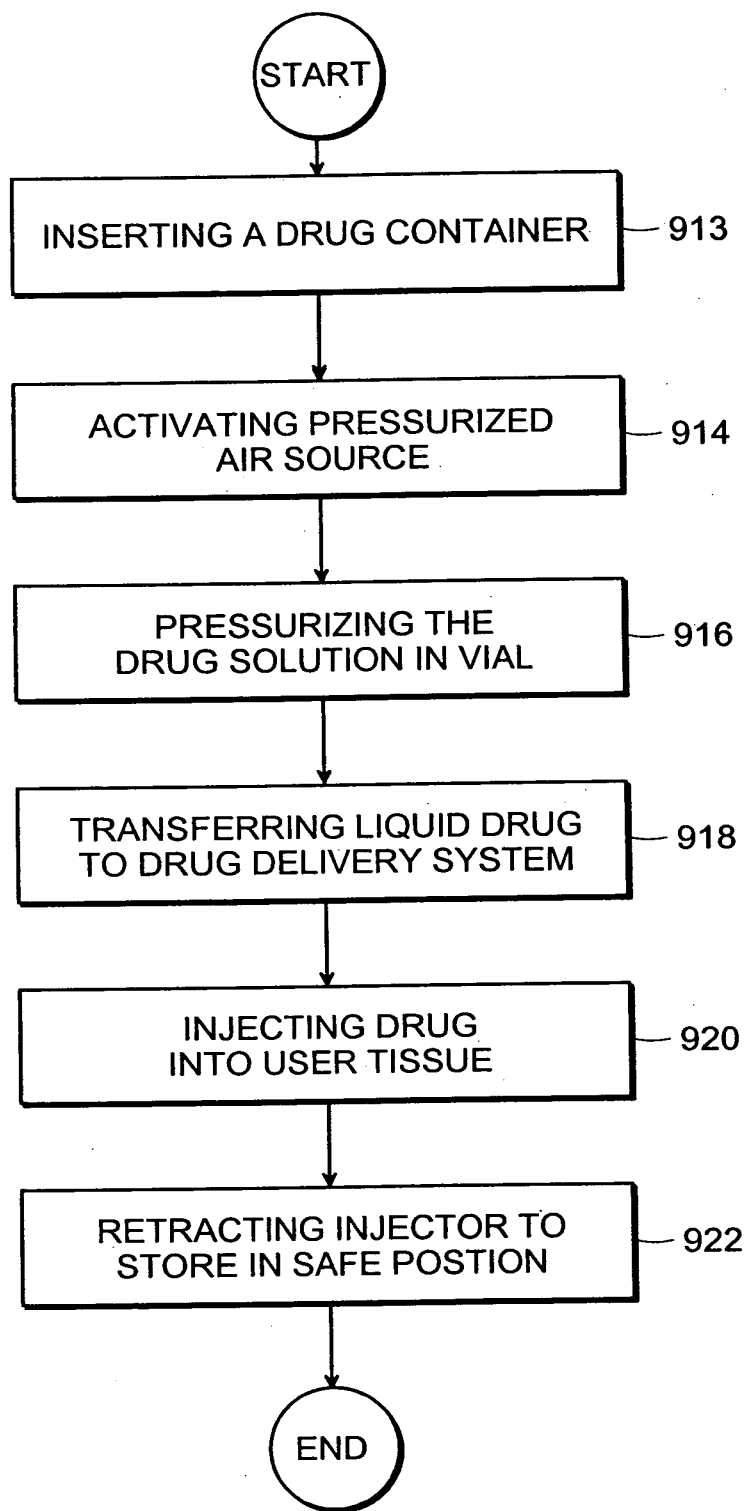 START
INSERTING A DRUG CONTAINER
913
ACTIVATING PRESSURIZED
AIR SOURCE
914
PRESSURIZING THE
DRUG SOLUTION IN VIAL
916
TRANSFERRING LIQUID DRUG
TO DRUG DELIVERY SYSTEM
918
INJECTING DRUG
INTO USER TISSUE
920
RETRACTING INJECTOR TO
STORE IN SAFE POSTION
922
END